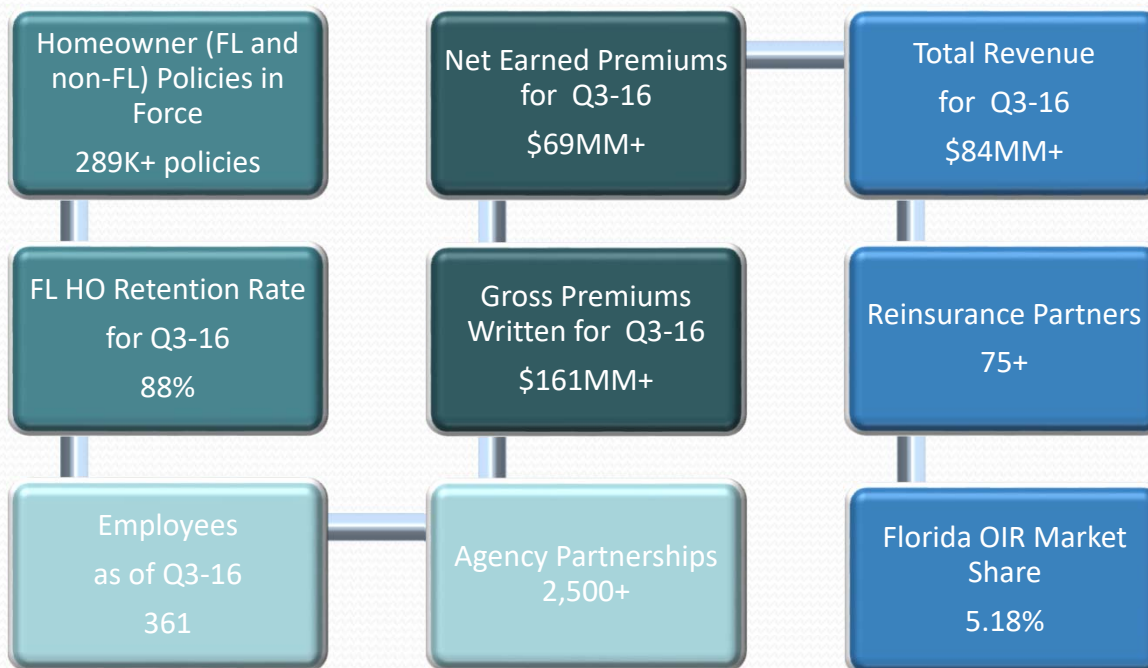 Homeowner (FL and
non-FL) Policies in
Force
289K+ policies
FL HO Retention Rate
for Q3-16
88%
Employees
as of Q3-16
361
Agency Partnerships
2,500+
Gross Premiums
Written for Q3-16
$161MM+
Net Earned Premiums
for Q3-16
$69MM+
Total Revenue
for Q3-16
$84MM+
Reinsurance Partners
75+
Florida OIR Market
Share
5.18%